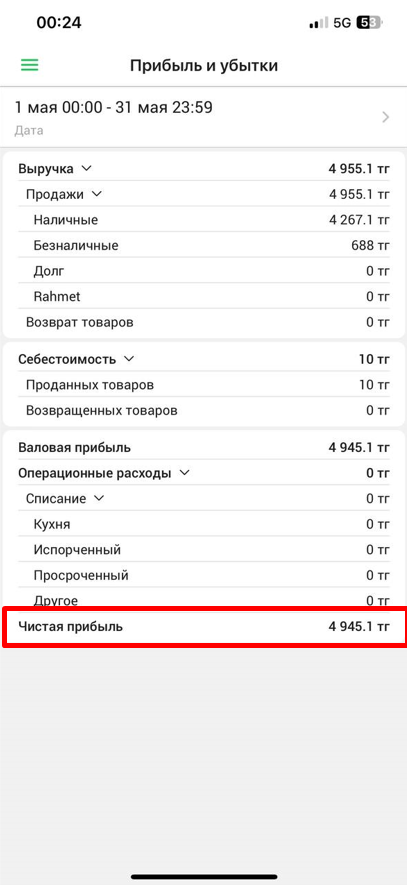 00:24 5G 53
Прибыль и убытки
1 мая 00:00 - 31 мая 23:59
Дата
Выручка 4 955.1 тг
Продажи 4 955.1 тг
Наличные 4 267.1 тг
Безналичные 688 тг
Долг 0 тг
Rahmet 0 тг
Возврат товаров 0 тг
Себестоимость 10 тг
Проданных товаров 10 тг
Возвращенных товаров 0 тг
Валовая прибыль 4 945.1 тг
Операционные расходы 0 тг
Списание 0 тг
Кухня 0 тг
Испорченный 0 тг
Просроченный 0 тг
Другое 0 тг
Чистая прибыль 4 945.1 тг